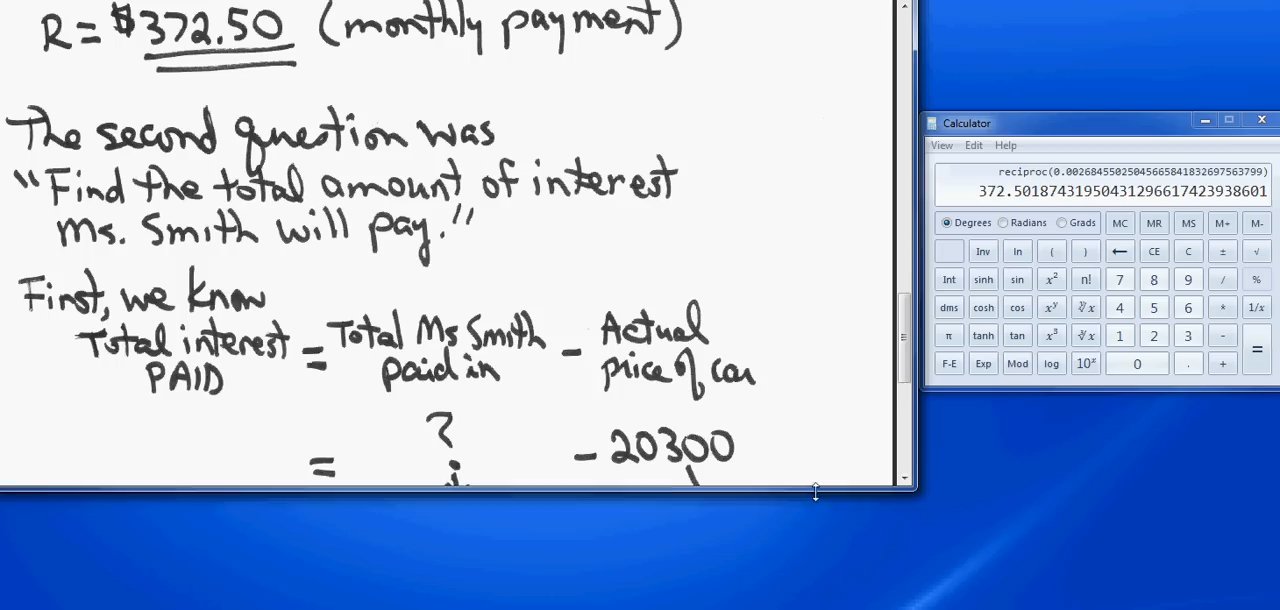 R = $372.50 (monthly payment)
The second question was
"Find the total amount of interest
Ms. Smith will pay."
First, we know
Total interest = Total Ms Smith - Actual
PAID paid in price of car
?
= - 20300
Calculator
View Edit Help
reciproc(0.0026845502504566584183269756379­9)
372.50187431950431296617423938601
Degrees Radians Grads MC MR MS M+ M-
Inv ln ( ) ← CE C ± √
Int sinh sin x² n! 7 8 9 / %
dms cosh cos xʸ ʸ√x 4 5 6 * 1/x
π tanh tan x³ ³√x 1 2 3 - =
F-E Exp Mod log 10ˣ 0 . +